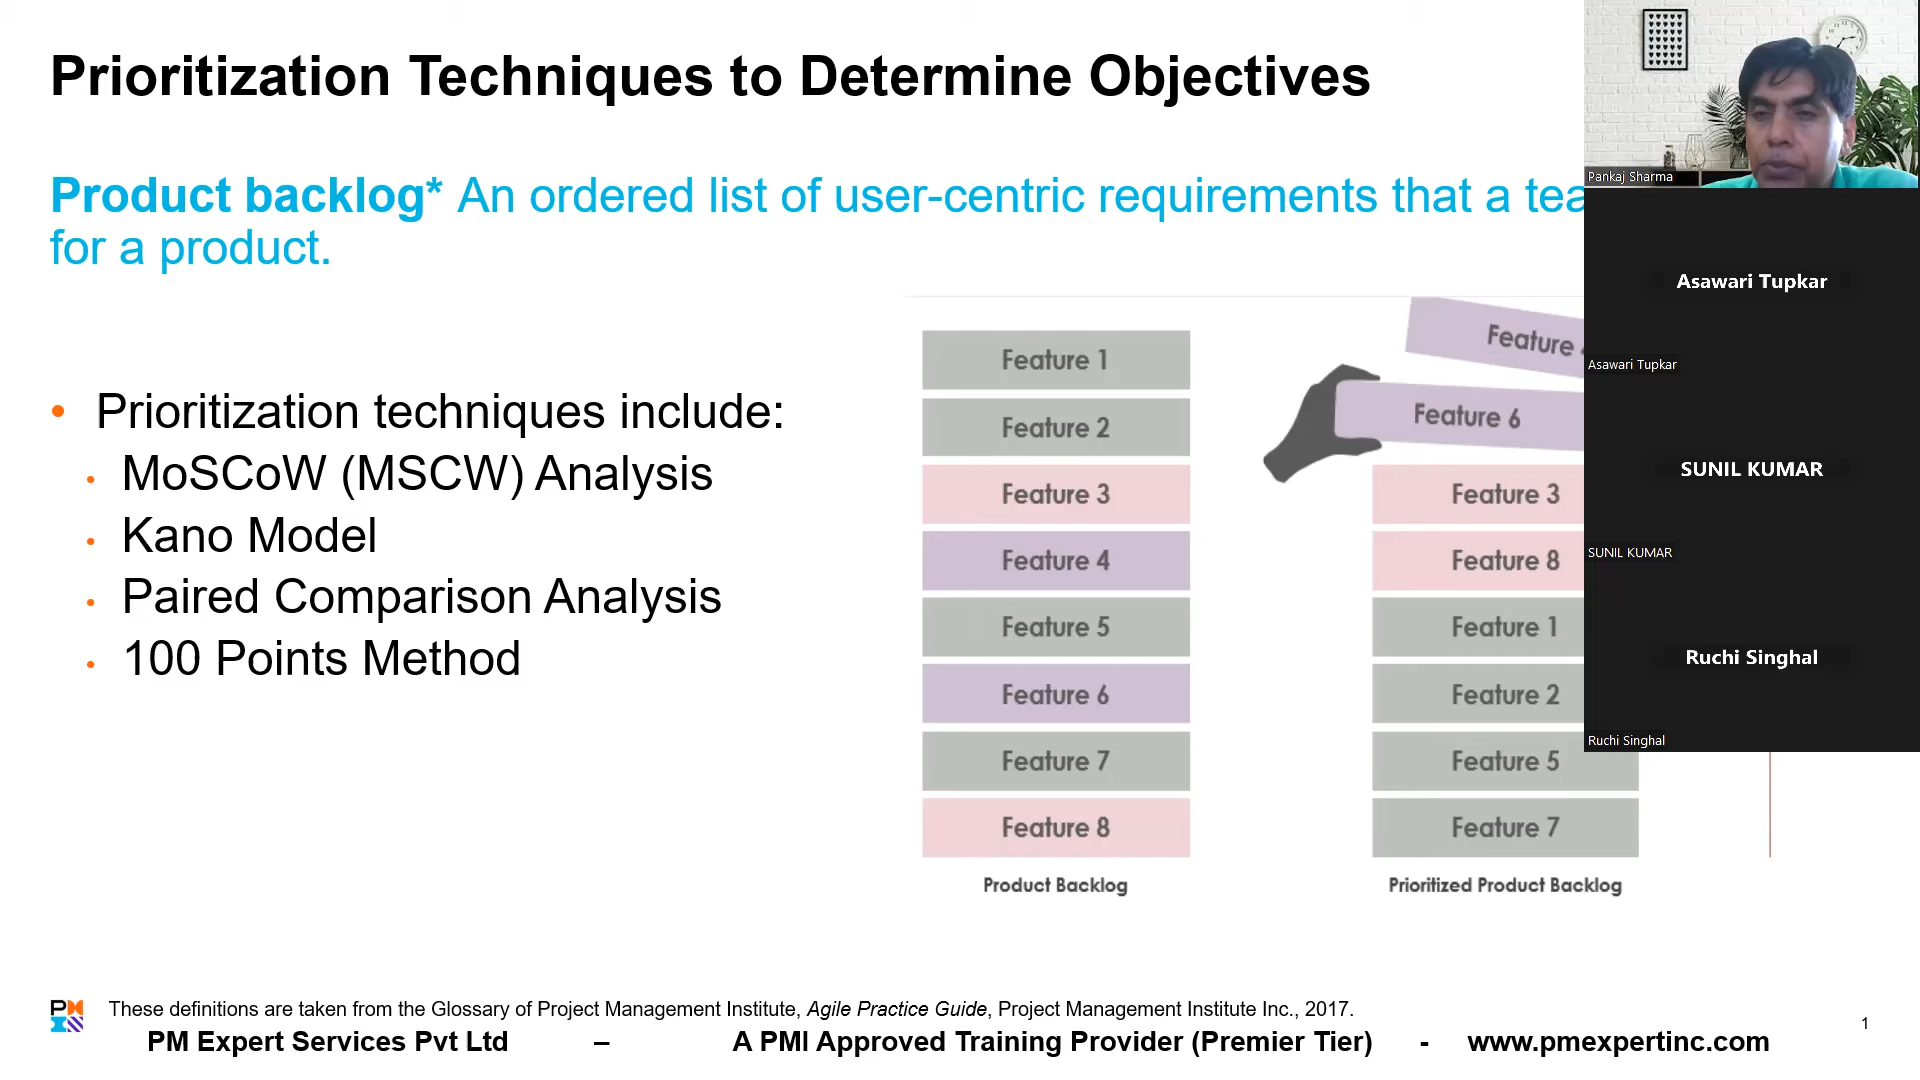 Prioritization Techniques to Determine Objectives
Product backlog* An ordered list of user-centric requirements that a
for a product.
• Prioritization techniques include:
• MoSCoW (MSCW) Analysis
• Kano Model
• Paired Comparison Analysis
• 100 Points Method
Feature 1
Feature 2
Feature 3
Feature 4
Feature 5
Feature 6
Feature 7
Feature 8
Product Backlog
Feature
Feature 6
Feature 3
Feature 8
Feature 1
Feature 2
Feature 5
Feature 7
Prioritized Product Backlog
Pankaj Sharma
Asawari Tupkar
Asawari Tupkar
SUNIL KUMAR
SUNIL KUMAR
Ruchi Singhal
Ruchi Singhal
These definitions are taken from the Glossary of Project Management Institute, Agile Practice Guide, Project Management Institute Inc., 2017.
1
PM Expert Services Pvt Ltd – A PMI Approved Training Provider (Premier Tier) - www.pmexpertinc.com